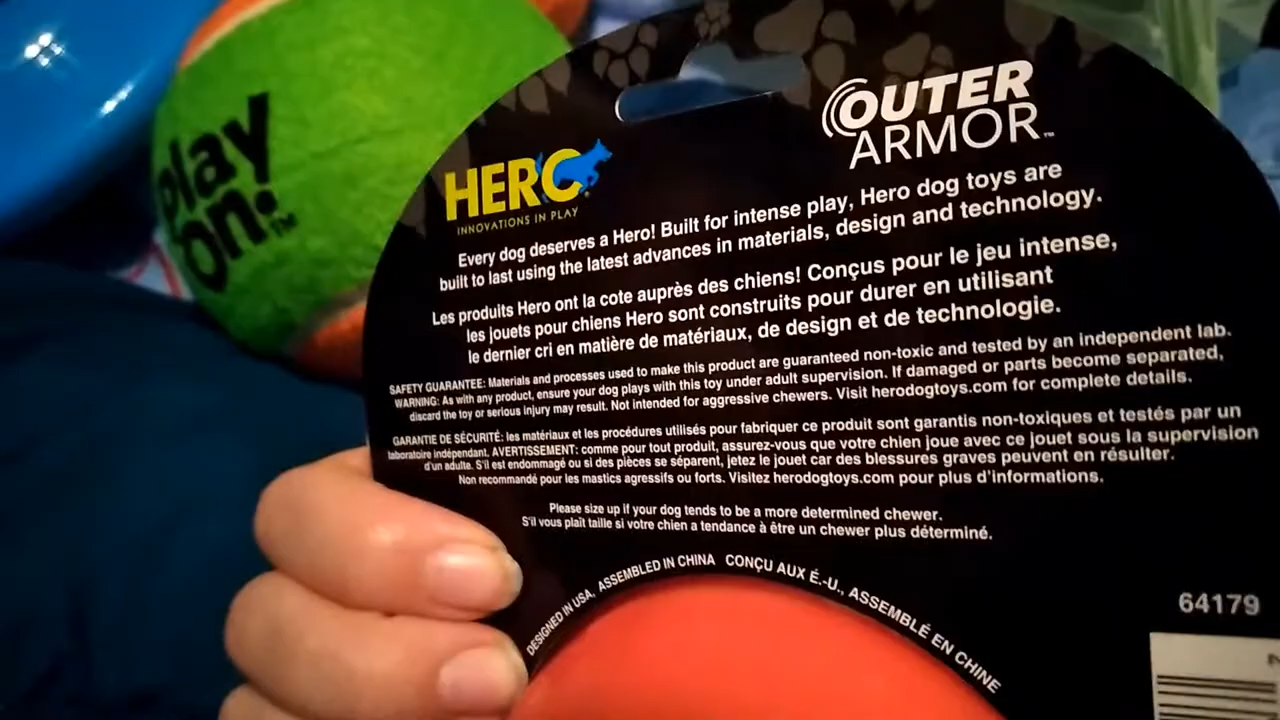 Play
On!™
HERO
INNOVATIONS IN PLAY
OUTER
ARMOR™
Every dog deserves a Hero! Built for intense play, Hero dog toys are
built to last using the latest advances in materials, design and technology.
Les produits Hero ont la cote auprès des chiens! Conçus pour le jeu intense,
les jouets pour chiens Hero sont construits pour durer en utilisant
le dernier cri en matière de matériaux, de design et de technologie.
SAFETY GUARANTEE: Materials and processes used to make this product are guaranteed non-toxic and tested by an independent lab.
WARNING: As with any product, ensure your dog plays with this toy under adult supervision. If damaged or parts become separated,
discard the toy or serious injury may result. Not intended for aggressive chewers. Visit herodogtoys.com for complete details.
GARANTIE DE SÉCURITÉ: les matériaux et les procédures utilisés pour fabriquer ce produit sont garantis non-toxiques et testés par un
laboratoire indépendant. AVERTISSEMENT: comme pour tout produit, assurez-vous que votre chien joue avec ce jouet sous la supervision
d'un adulte. S'il est endommagé ou si des pièces se séparent, jetez le jouet car des blessures graves peuvent en résulter.
Non recommandé pour les mastics agressifs ou forts. Visitez herodogtoys.com pour plus d'informations.
Please size up if your dog tends to be a more determined chewer.
S'il vous plaît taille si votre chien a tendance à être un chewer plus déterminé.
DESIGNED IN USA, ASSEMBLED IN CHINA CONÇU AUX É.-U., ASSEMBLÉ EN CHINE
64179